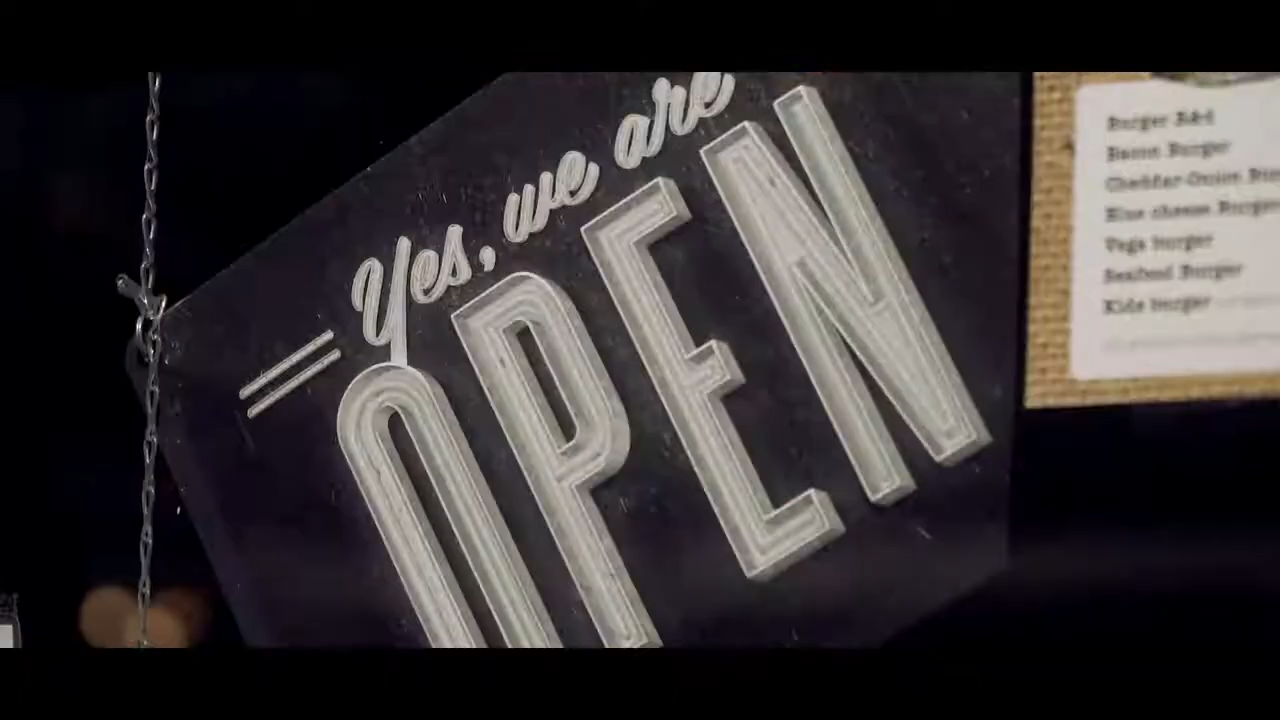 Yes, we are
OPEN
Burger B&d
Bacon Burger
Cheddar-Onion
Blue cheese Burger
Vega burger
Seafood Burger
Kids burger